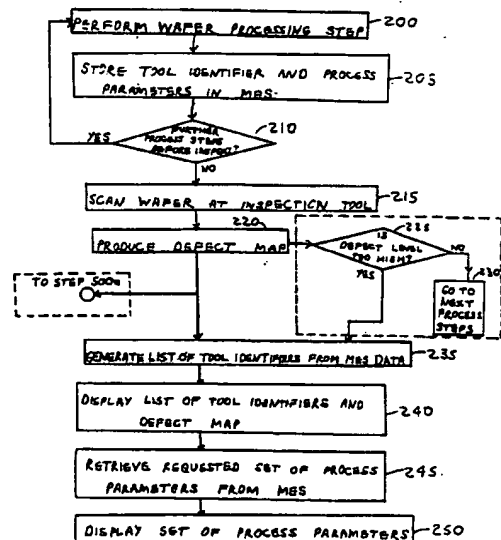 PERFORM WAFER PROCESSING STEP
200
STORE TOOL IDENTIFIER AND PROCESS
PARAMETERS IN MES.
205
FURTHER
PROCESS STEPS
BEFORE INSPECT?
210
YES
NO
SCAN WAFER AT INSPECTION TOOL
215
220
PRODUCE DEFECT MAP
225
IS
DEFECT LEVEL
TOO HIGH?
NO
YES
230
GO TO
NEXT
PROCESS
STEPS
TO STEP 500a
GENERATE LIST OF TOOL IDENTIFIERS FROM MES DATA
235
DISPLAY LIST OF TOOL IDENTIFIERS AND
DEFECT MAP
240
RETRIEVE REQUESTED SET OF PROCESS
PARAMETERS FROM MES
245
DISPLAY SET OF PROCESS PARAMETERS
250